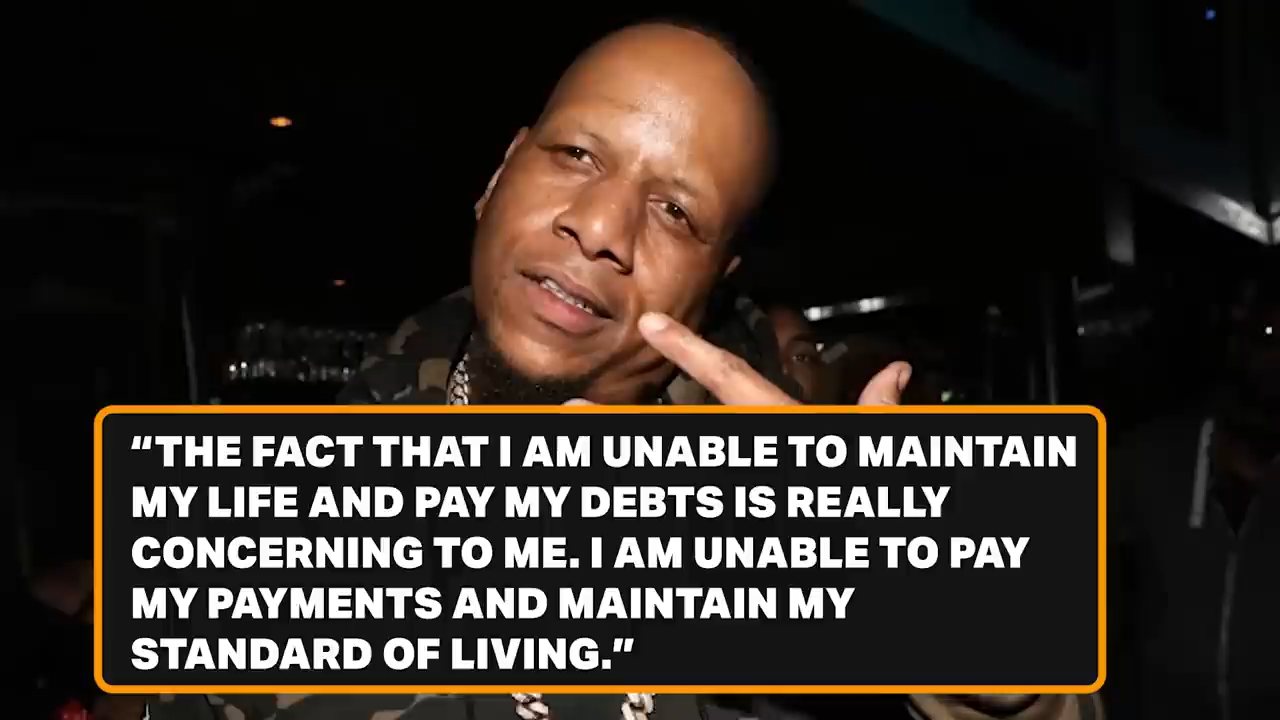 “THE FACT THAT I AM UNABLE TO MAINTAIN
MY LIFE AND PAY MY DEBTS IS REALLY
CONCERNING TO ME. I AM UNABLE TO PAY
MY PAYMENTS AND MAINTAIN MY
STANDARD OF LIVING.”